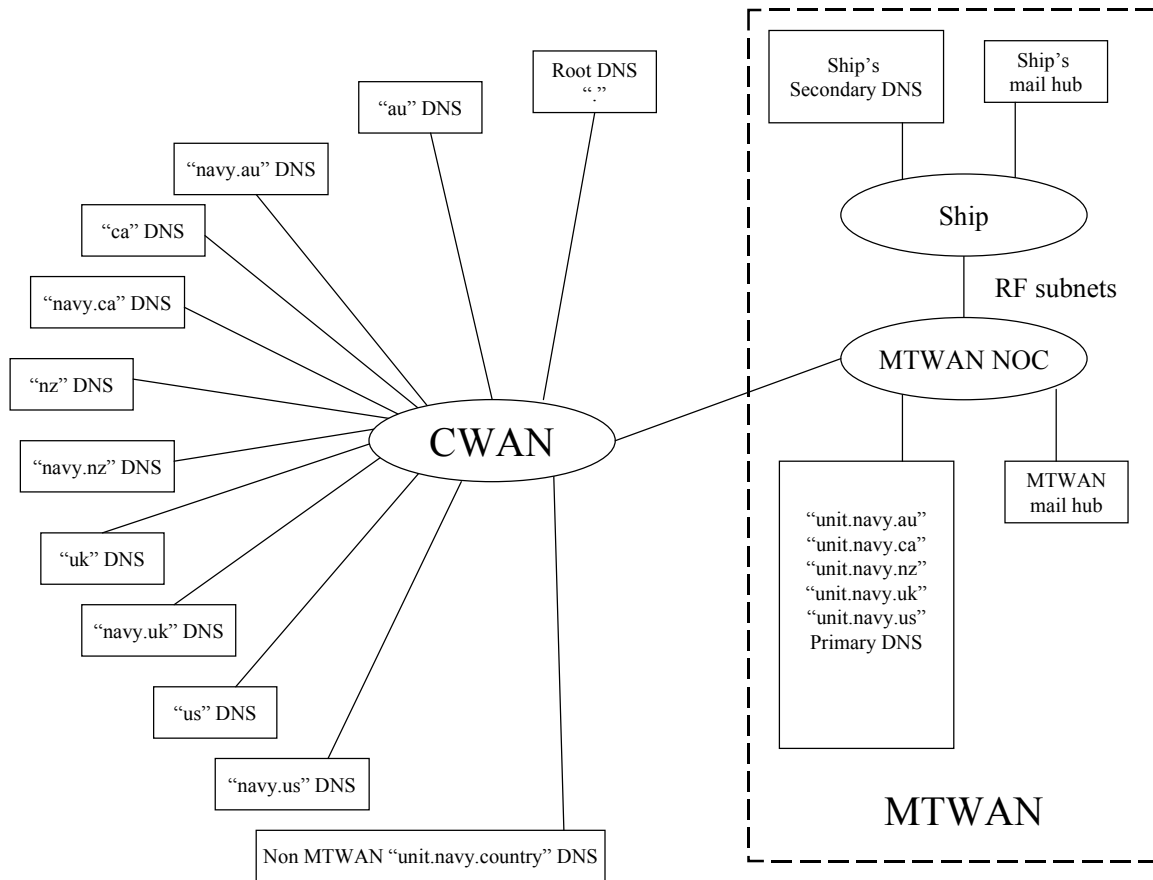 Root DNS
“.”
“au” DNS
“navy.au” DNS
“ca” DNS
“navy.ca” DNS
“nz” DNS
“navy.nz” DNS
“uk” DNS
“navy.uk” DNS
“us” DNS
“navy.us” DNS
Non MTWAN “unit.navy.country” DNS
CWAN
Ship’s
Secondary DNS
Ship’s
mail hub
Ship
RF subnets
MTWAN NOC
“unit.navy.au”
“unit.navy.ca”
“unit.navy.nz”
“unit.navy.uk”
“unit.navy.us”
Primary DNS
MTWAN
mail hub
MTWAN